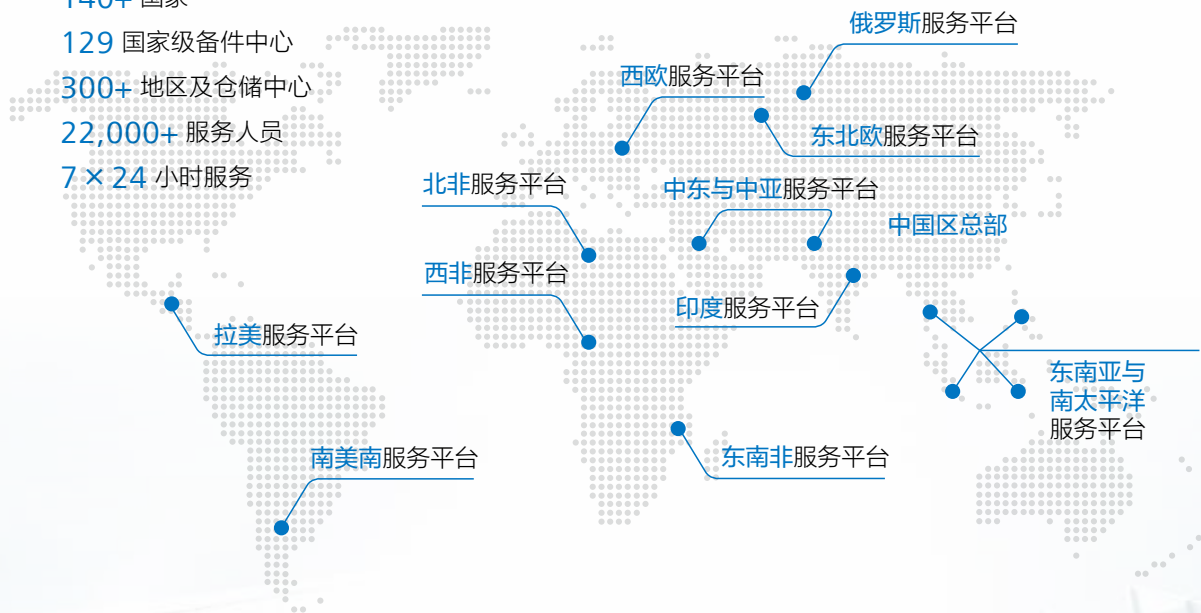 140+ 国家
129 国家级备件中心
300+ 地区及仓储中心
22,000+ 服务人员
7 × 24 小时服务
俄罗斯服务平台
西欧服务平台
东北欧服务平台
北非服务平台
中东与中亚服务平台
中国区总部
西非服务平台
印度服务平台
拉美服务平台
东南亚与
南太平洋
服务平台
南美南服务平台
东南非服务平台